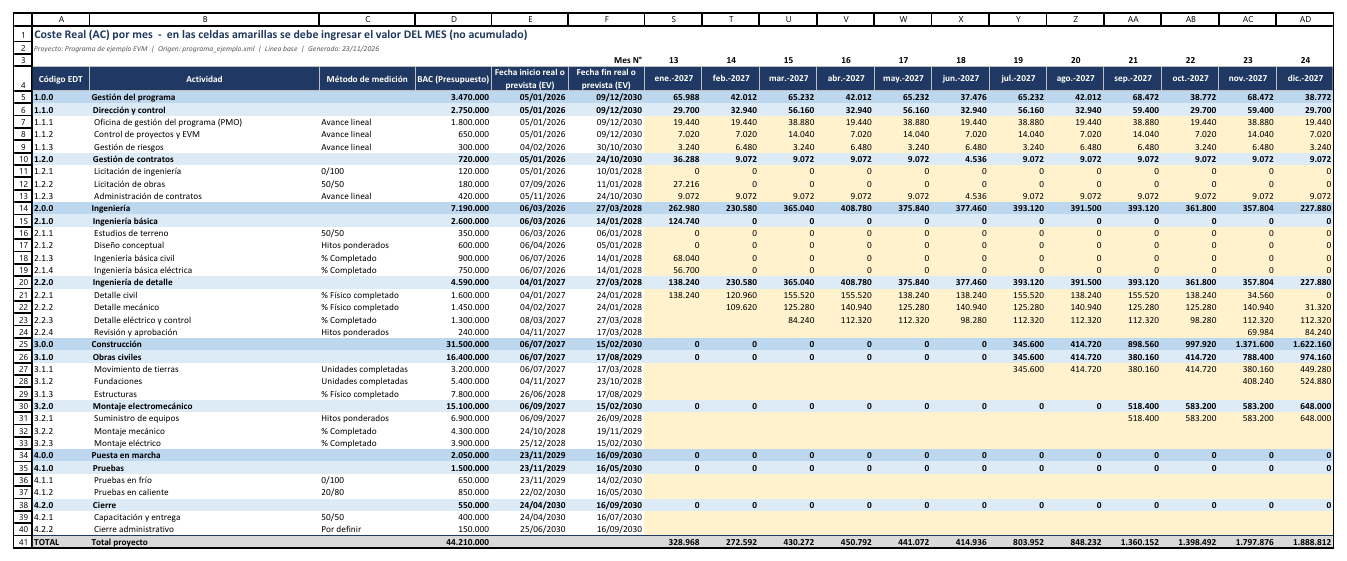 A B C D E F S T U V W X Y Z AA AB AC AD
1 Coste Real (AC) por mes - en las celdas amarillas se debe ingresar el valor DEL MES (no acumulado)
2 Proyecto: Programa de ejemplo EVM | Origen: programa_ejemplo.xml | Línea base | Generado: 23/11/2026
3 Mes N° 13 14 15 16 17 18 19 20 21 22 23 24
4 Código EDT Actividad Método de medición BAC (Presupuesto) Fecha inicio real o prevista (EV) Fecha fin real o prevista (EV) ene.-2027 feb.-2027 mar.-2027 abr.-2027 may.-2027 jun.-2027 jul.-2027 ago.-2027 sep.-2027 oct.-2027 nov.-2027 dic.-2027
5 1.0.0 Gestión del programa 3.470.000 05/01/2026 09/12/2030 65.988 42.012 65.232 42.012 65.232 37.476 65.232 42.012 68.472 38.772 68.472 38.772
6 1.1.0 Dirección y control 2.750.000 05/01/2026 09/12/2030 29.700 32.940 56.160 32.940 56.160 32.940 56.160 32.940 59.400 29.700 59.400 29.700
7 1.1.1 Oficina de gestión del programa (PMO) Avance lineal 1.800.000 05/01/2026 09/12/2030 19.440 19.440 38.880 19.440 38.880 19.440 38.880 19.440 38.880 19.440 38.880 19.440
8 1.1.2 Control de proyectos y EVM Avance lineal 650.000 05/01/2026 09/12/2030 7.020 7.020 14.040 7.020 14.040 7.020 14.040 7.020 14.040 7.020 14.040 7.020
9 1.1.3 Gestión de riesgos Avance lineal 300.000 04/02/2026 30/10/2030 3.240 6.480 3.240 6.480 3.240 6.480 3.240 6.480 6.480 3.240 6.480 3.240
10 1.2.0 Gestión de contratos 720.000 05/01/2026 24/10/2030 36.288 9.072 9.072 9.072 9.072 4.536 9.072 9.072 9.072 9.072 9.072 9.072
11 1.2.1 Licitación de ingeniería 0/100 120.000 05/01/2026 10/01/2028 0 0 0 0 0 0 0 0 0 0 0 0
12 1.2.2 Licitación de obras 50/50 180.000 07/09/2026 11/01/2028 27.216 0 0 0 0 0 0 0 0 0 0 0
13 1.2.3 Administración de contratos Avance lineal 420.000 05/11/2026 24/10/2030 9.072 9.072 9.072 9.072 9.072 4.536 9.072 9.072 9.072 9.072 9.072 9.072
14 2.0.0 Ingeniería 7.190.000 06/03/2026 27/03/2028 262.980 230.580 365.040 408.780 375.840 377.460 393.120 391.500 393.120 361.800 357.804 227.880
15 2.1.0 Ingeniería básica 2.600.000 06/03/2026 14/01/2028 124.740 0 0 0 0 0 0 0 0 0 0 0
16 2.1.1 Estudios de terreno 50/50 350.000 06/03/2026 06/01/2028 0 0 0 0 0 0 0 0 0 0 0 0
17 2.1.2 Diseño conceptual Hitos ponderados 600.000 06/04/2026 05/01/2028 0 0 0 0 0 0 0 0 0 0 0 0
18 2.1.3 Ingeniería básica civil % Completado 900.000 06/07/2026 14/01/2028 68.040 0 0 0 0 0 0 0 0 0 0 0
19 2.1.4 Ingeniería básica eléctrica % Completado 750.000 06/07/2026 14/01/2028 56.700 0 0 0 0 0 0 0 0 0 0 0
20 2.2.0 Ingeniería de detalle 4.590.000 04/01/2027 27/03/2028 138.240 230.580 365.040 408.780 375.840 377.460 393.120 391.500 393.120 361.800 357.804 227.880
21 2.2.1 Detalle civil % Físico completado 1.600.000 04/01/2027 24/01/2028 138.240 120.960 155.520 155.520 138.240 138.240 155.520 138.240 155.520 138.240 34.560 0
22 2.2.2 Detalle mecánico % Físico completado 1.450.000 04/02/2027 24/01/2028 109.620 125.280 140.940 125.280 140.940 125.280 140.940 125.280 125.280 140.940 31.320
23 2.2.3 Detalle eléctrico y control % Completado 1.300.000 08/03/2027 27/03/2028 84.240 112.320 112.320 98.280 112.320 112.320 112.320 98.280 112.320 112.320
24 2.2.4 Revisión y aprobación Hitos ponderados 240.000 04/11/2027 17/03/2028 69.984 84.240
25 3.0.0 Construcción 31.500.000 06/07/2027 15/02/2030 0 0 0 0 0 0 345.600 414.720 898.560 997.920 1.371.600 1.622.160
26 3.1.0 Obras civiles 16.400.000 06/07/2027 17/08/2029 0 0 0 0 0 0 345.600 414.720 380.160 414.720 788.400 974.160
27 3.1.1 Movimiento de tierras Unidades completadas 3.200.000 06/07/2027 17/03/2028 345.600 414.720 380.160 414.720 380.160 449.280
28 3.1.2 Fundaciones Unidades completadas 5.400.000 04/11/2027 23/10/2028 408.240 524.880
29 3.1.3 Estructuras % Físico completado 7.800.000 26/06/2028 17/08/2029
30 3.2.0 Montaje electromecánico 15.100.000 06/09/2027 15/02/2030 0 0 0 0 0 0 0 0 518.400 583.200 583.200 648.000
31 3.2.1 Suministro de equipos Hitos ponderados 6.900.000 06/09/2027 26/09/2028 518.400 583.200 583.200 648.000
32 3.2.2 Montaje mecánico % Completado 4.300.000 24/10/2028 19/11/2029
33 3.2.3 Montaje eléctrico % Completado 3.900.000 25/12/2028 15/02/2030
34 4.0.0 Puesta en marcha 2.050.000 23/11/2029 16/09/2030 0 0 0 0 0 0 0 0 0 0 0 0
35 4.1.0 Pruebas 1.500.000 23/11/2029 16/05/2030 0 0 0 0 0 0 0 0 0 0 0 0
36 4.1.1 Pruebas en frío 0/100 650.000 23/11/2029 14/02/2030
37 4.1.2 Pruebas en caliente 20/80 850.000 22/02/2030 16/05/2030
38 4.2.0 Cierre 550.000 24/04/2030 16/09/2030 0 0 0 0 0 0 0 0 0 0 0 0
39 4.2.1 Capacitación y entrega 50/50 400.000 24/04/2030 16/07/2030
40 4.2.2 Cierre administrativo Por definir 150.000 25/06/2030 16/09/2030
41 TOTAL Total proyecto 44.210.000 328.968 272.592 430.272 450.792 441.072 414.936 803.952 848.232 1.360.152 1.398.492 1.797.876 1.888.812